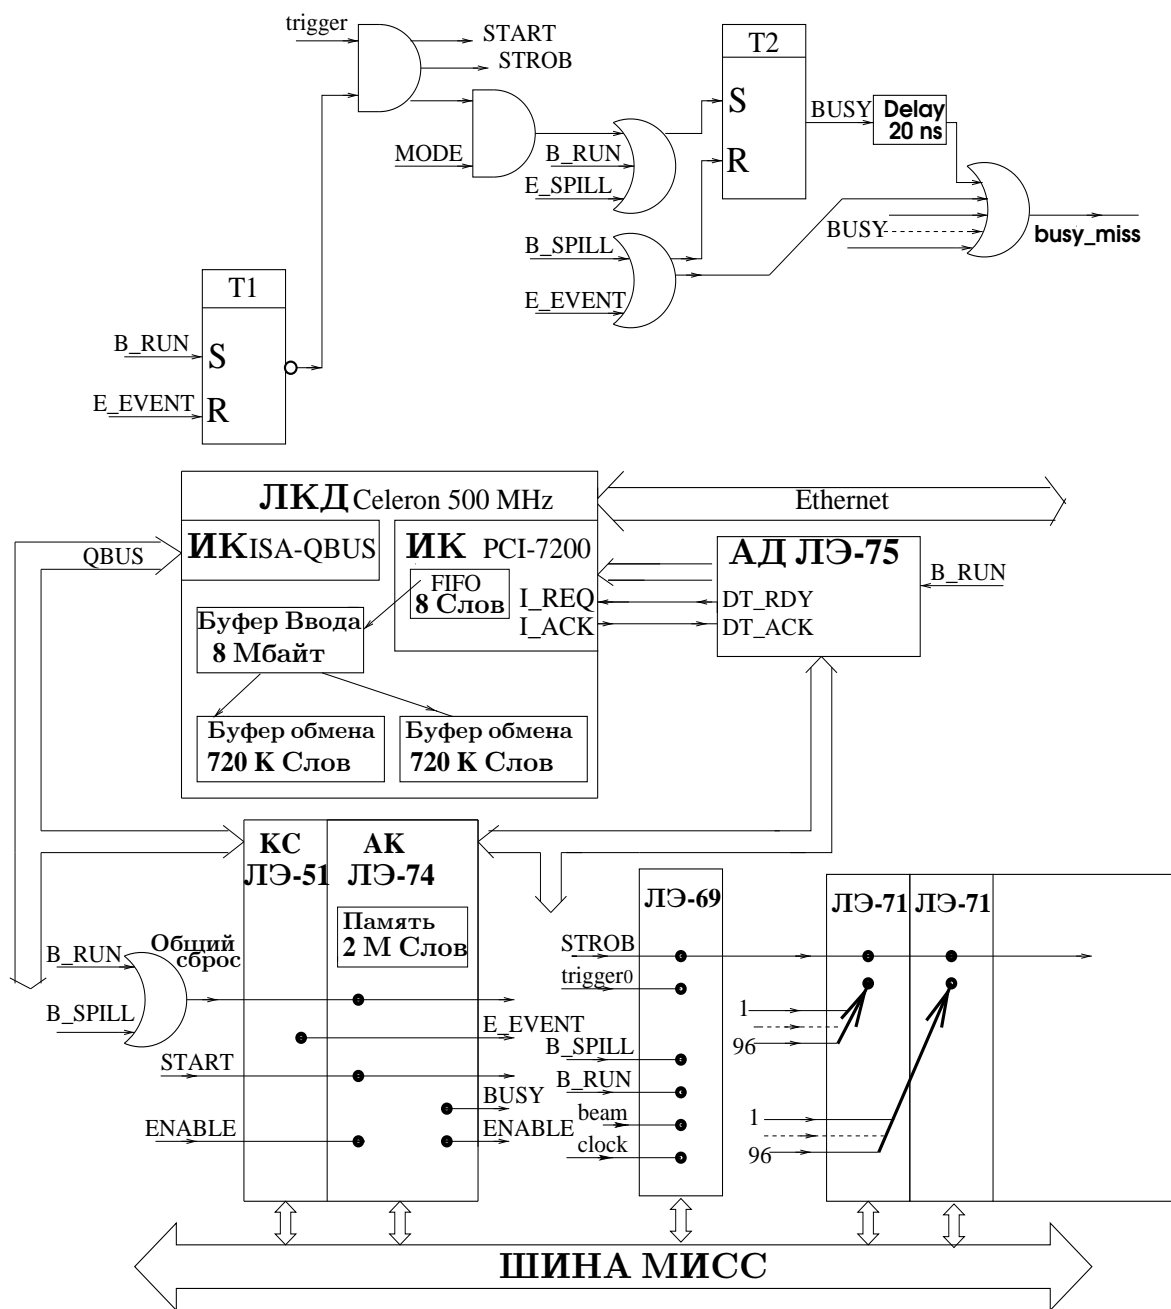 trigger
START
STROB
T2
S
R
BUSY
Delay
20 ns
MODE
B_RUN
E_SPILL
BUSY
busy_miss
B_SPILL
E_EVENT
T1
B_RUN
S
E_EVENT
R
ЛКД Celeron 500 MHz
Ethernet
QBUS
ИК ISA-QBUS
ИК PCI-7200
АД ЛЭ-75
B_RUN
FIFO
8 Слов
I_REQ
DT_RDY
I_ACK
DT_ACK
Буфер Ввода
8 Мбайт
Буфер обмена
720 К Слов
Буфер обмена
720 К Слов
КС
ЛЭ-51
АК
ЛЭ-74
ЛЭ-69
ЛЭ-71
ЛЭ-71
Память
2 М Слов
Общий
сброс
B_RUN
B_SPILL
STROB
trigger0
E_EVENT
1
96
B_SPILL
START
B_RUN
BUSY
beam
1
ENABLE
ENABLE
clock
96
ШИНА МИСС